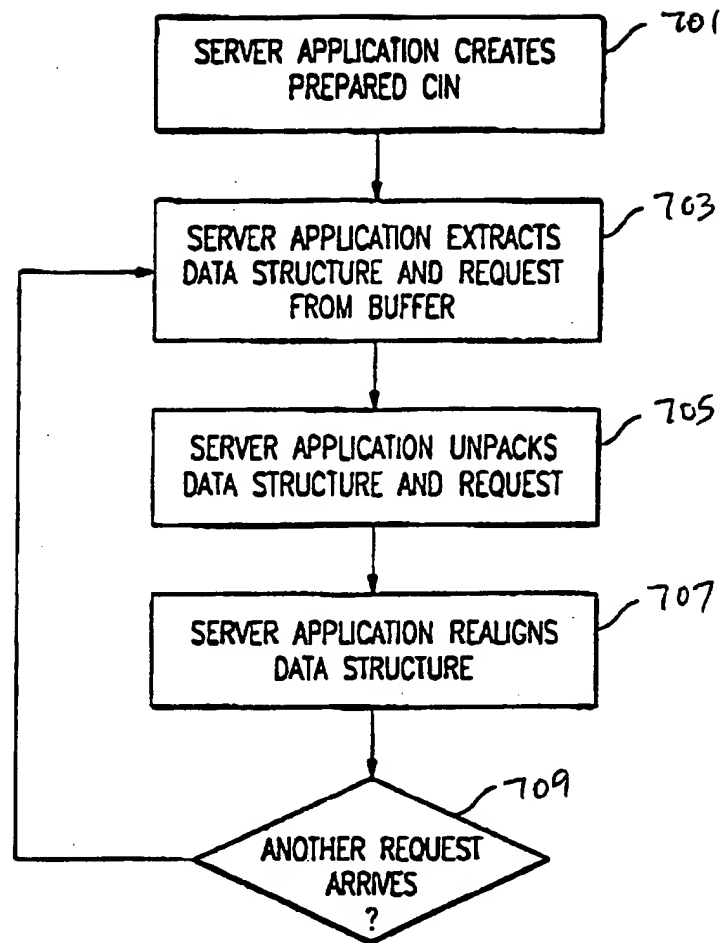 701
SERVER APPLICATION CREATES
PREPARED CIN
703
SERVER APPLICATION EXTRACTS
DATA STRUCTURE AND REQUEST
FROM BUFFER
705
SERVER APPLICATION UNPACKS
DATA STRUCTURE AND REQUEST
707
SERVER APPLICATION REALIGNS
DATA STRUCTURE
709
ANOTHER REQUEST
ARRIVES
?